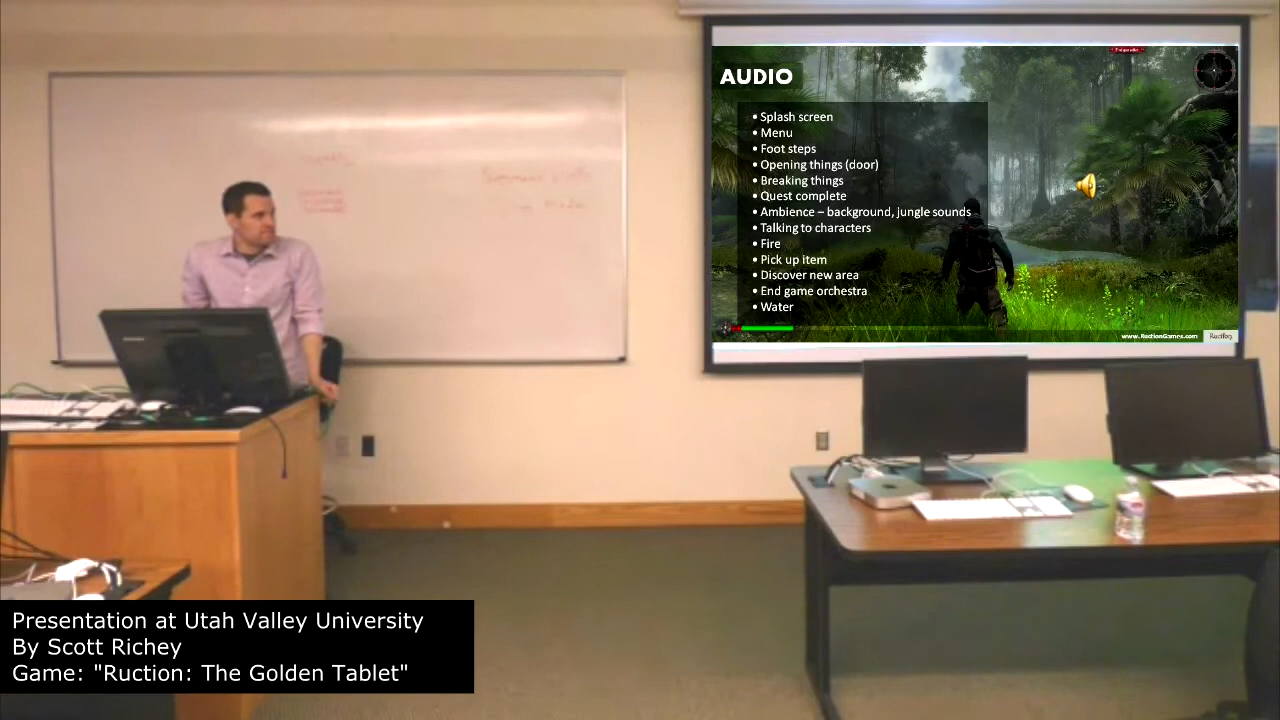 AUDIO
• Splash screen
• Menu
• Foot steps
• Opening things (door)
• Breaking things
• Quest complete
• Ambience – background, jungle sounds
• Talking to characters
• Fire
• Pick up item
• Discover new area
• End game orchestra
• Water
www.RuctionGames.com
Presentation at Utah Valley University
By Scott Richey
Game: "Ruction: The Golden Tablet"